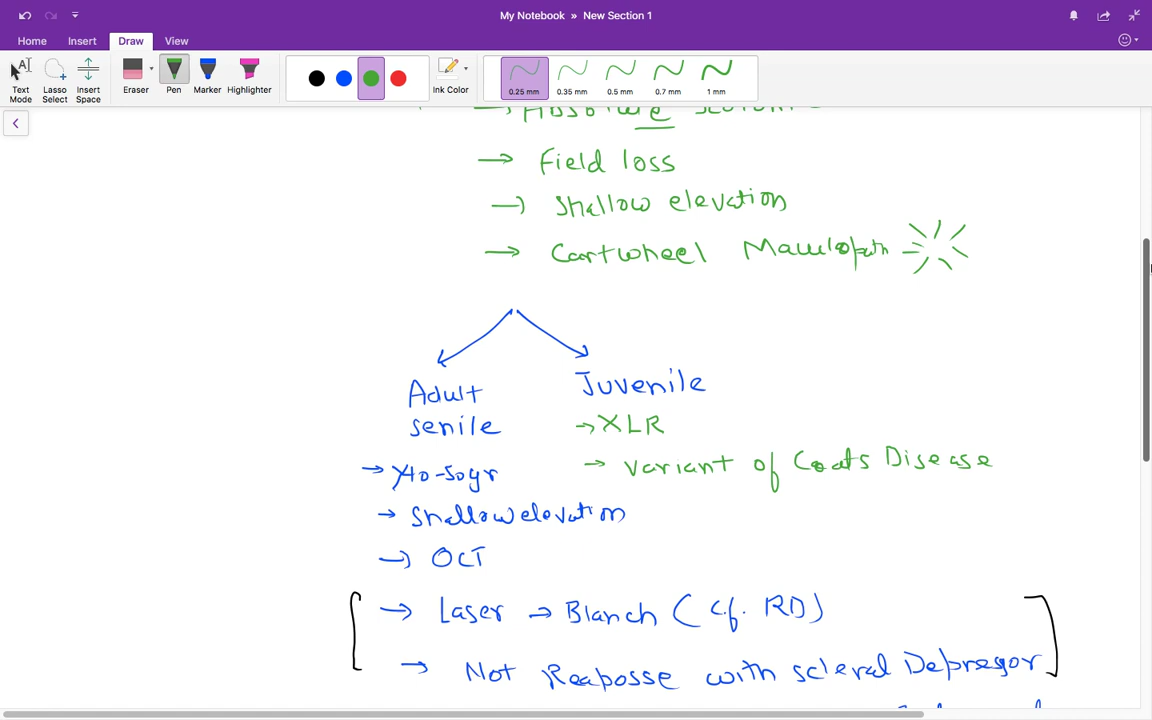 My Notebook » New Section 1
Home Insert Draw View
Text Mode
Lasso Select
Insert Space
Eraser
Pen
Marker
Highlighter
Ink Color
0.25 mm
0.35 mm
0.5 mm
0.7 mm
1 mm
→ Absolute
→ Field loss
→ Shallow elevation
→ Cartwheel Maculopath
Adult Juvenile
senile → XLR
→ 40-50yr → Variant of Coats Disease
→ Shallow elevation
→ OCT
→ Laser → Blanch (cf. RD)
→ Not Reaposse with scleral Depressor